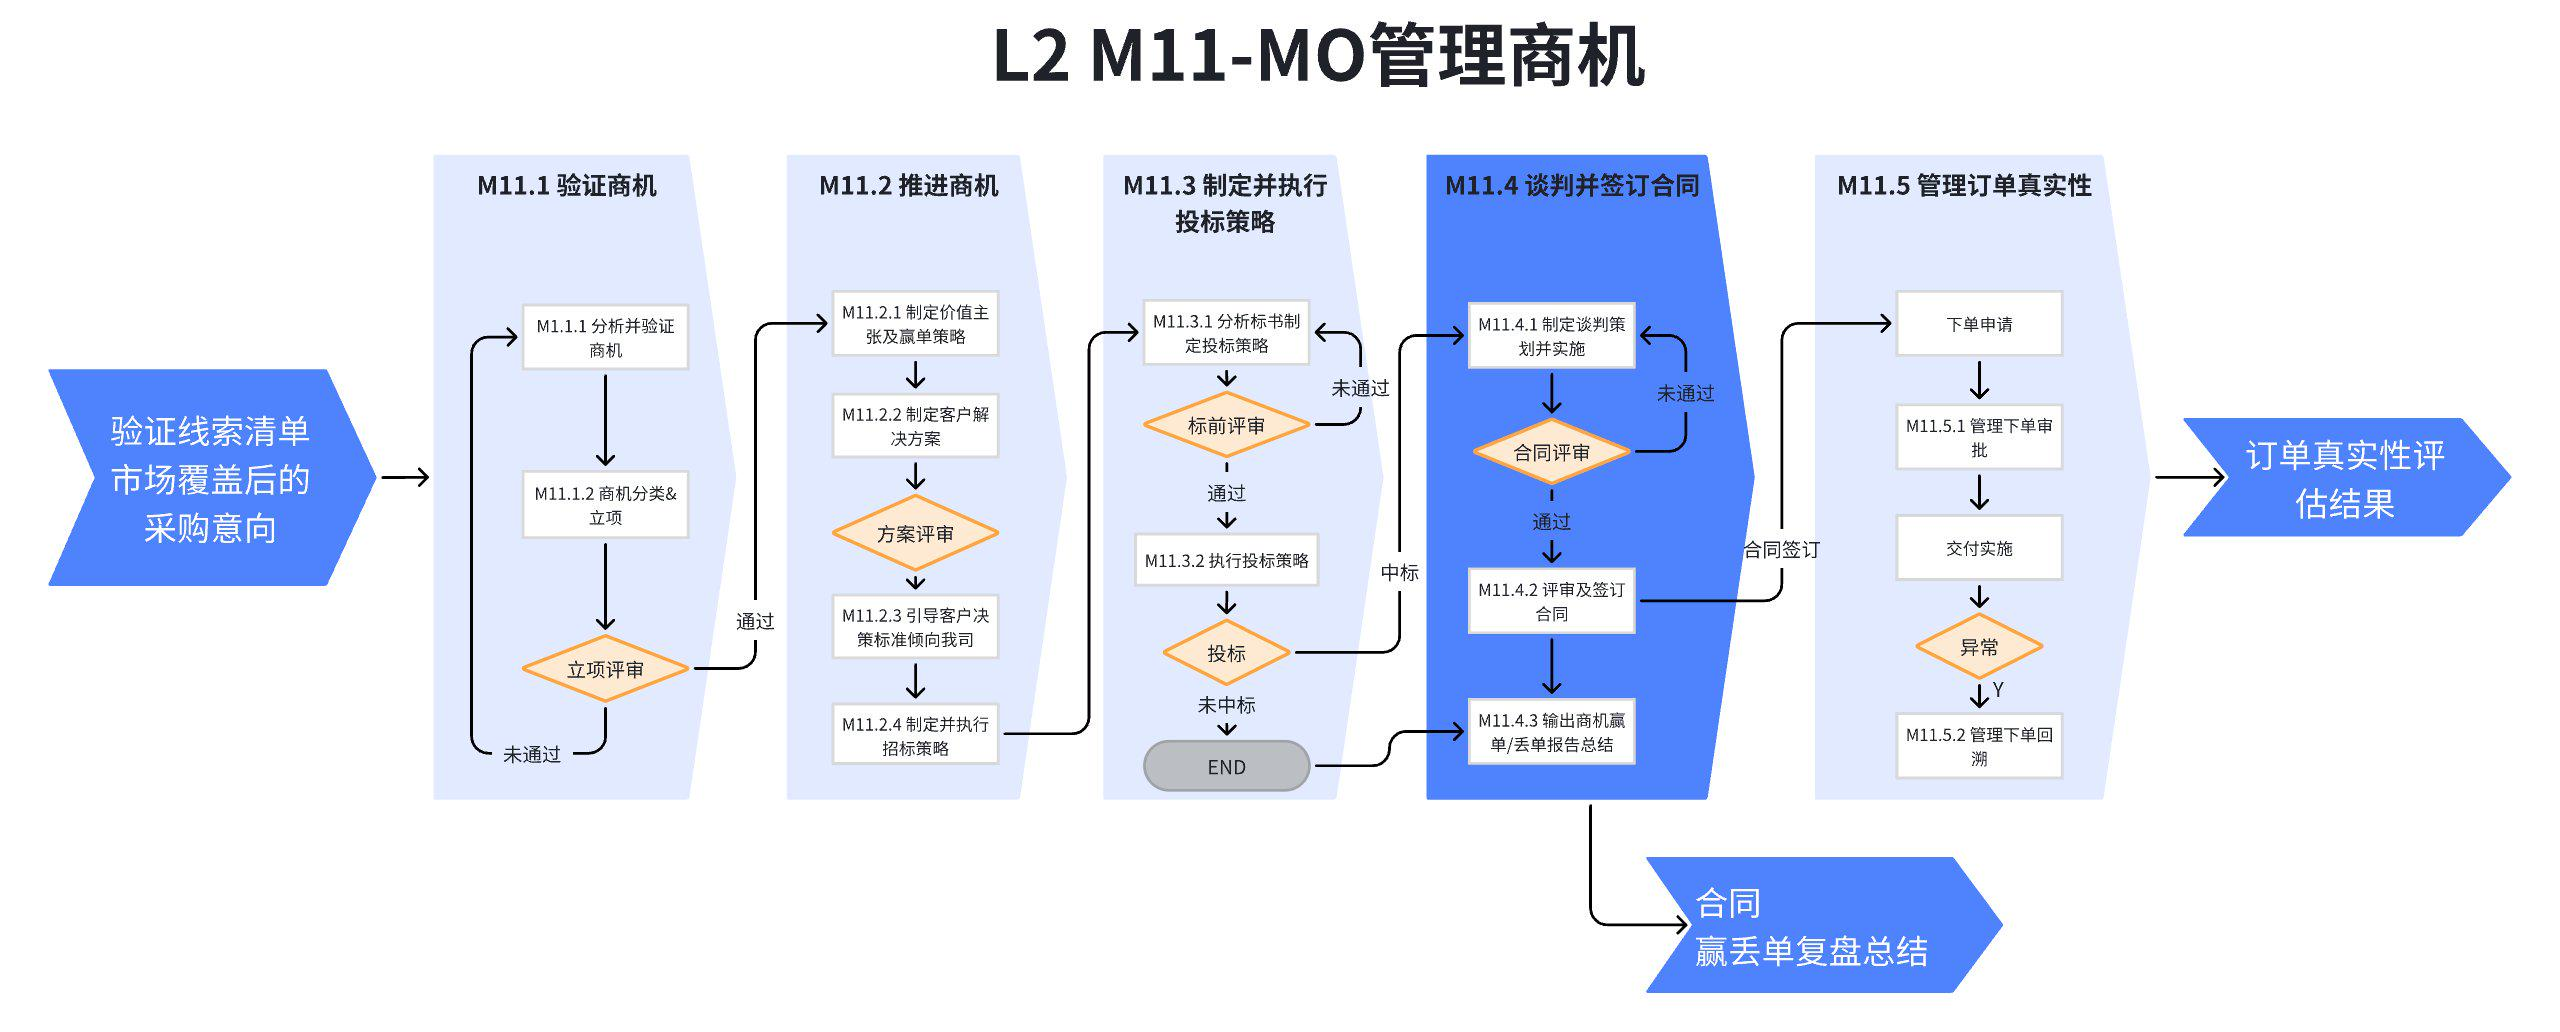 L2 M11-MO管理商机
验证线索清单
市场覆盖后的
采购意向
M11.1 验证商机
M1.1.1 分析并验证
商机
M11.1.2 商机分类&
立项
立项评审
未通过
通过
M11.2 推进商机
M11.2.1 制定价值主
张及赢单策略
M11.2.2 制定客户解
决方案
方案评审
M11.2.3 引导客户决
策标准倾向我司
M11.2.4 制定并执行
招标策略
M11.3 制定并执行
投标策略
M11.3.1 分析标书制
定投标策略
未通过
标前评审
通过
M11.3.2 执行投标策略
投标
中标
未中标
END
M11.4 谈判并签订合同
M11.4.1 制定谈判策
划并实施
未通过
合同评审
通过
M11.4.2 评审及签订
合同
合同签订
M11.4.3 输出商机赢
单/丢单报告总结
M11.5 管理订单真实性
下单申请
M11.5.1 管理下单审
批
交付实施
异常
Y
M11.5.2 管理下单回
溯
订单真实性评
估结果
合同
赢丢单复盘总结